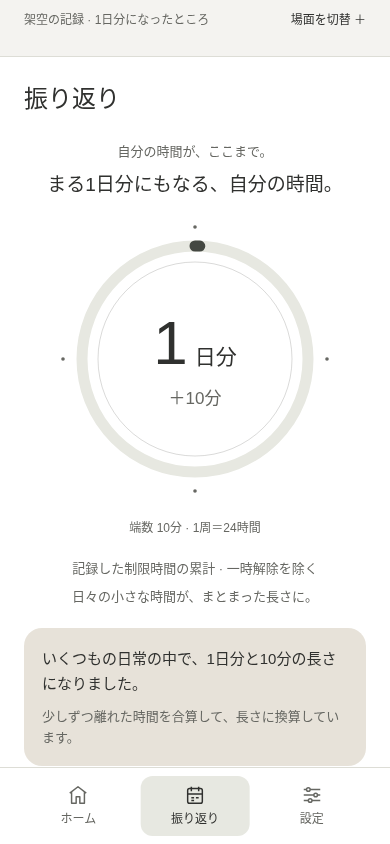 架空の記録 · 1日分になったところ
場面を切替 ＋
振り返り
自分の時間が、ここまで。
まる1日分にもなる、自分の時間。
1 日分
＋10分
端数 10分 · 1周＝24時間
記録した制限時間の累計 · 一時解除を除く
日々の小さな時間が、まとまった長さに。
いくつもの日常の中で、1日分と10分の長さ
になりました。
少しずつ離れた時間を合算して、長さに換算してい
ます。
ホーム
振り返り
設定